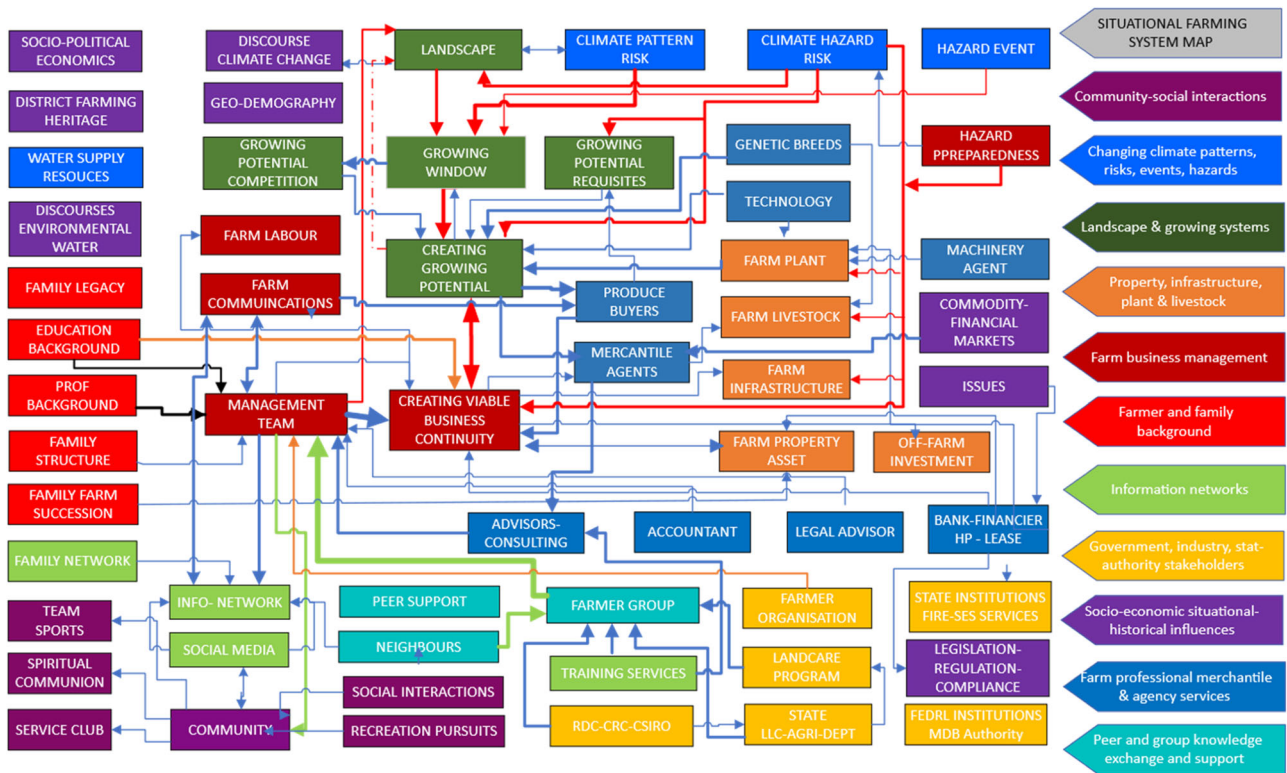 SOCIO-POLITICAL
ECONOMICS
DISCOURSE
CLIMATE CHANGE
LANDSCAPE
CLIMATE PATTERN
RISK
CLIMATE HAZARD
RISK
HAZARD EVENT
SITUATIONAL FARMING
SYSTEM MAP
DISTRICT FARMING
HERITAGE
GEO-DEMOGRAPHY
Community-social interactions
WATER SUPPLY
RESOUCES
GROWING
POTENTIAL
COMPETITION
GROWING
WINDOW
GROWING
POTENTIAL
REQUISITES
GENETIC BREEDS
HAZARD
PPREPAREDNESS
Changing climate patterns,
risks, events, hazards
DISCOURSES
ENVIRONMENTAL
WATER
FARM LABOUR
CREATING
GROWING
POTENTIAL
TECHNOLOGY
Landscape & growing systems
FARM PLANT
MACHINERY
AGENT
FAMILY LEGACY
FARM
COMMUINCATIONS
PRODUCE
BUYERS
FARM LIVESTOCK
COMMODITY-
FINANCIAL
MARKETS
Property, infrastructure,
plant & livestock
EDUCATION
BACKGROUND
MERCANTILE
AGENTS
FARM
INFRASTRUCTURE
Farm business management
PROF
BACKGROUND
MANAGEMENT
TEAM
CREATING VIABLE
BUSINESS
CONTINUITY
ISSUES
Farmer and family
background
FAMILY
STRUCTURE
FARM PROPERTY
ASSET
OFF-FARM
INVESTMENT
FAMILY FARM
SUCCESSION
ADVISORS-
CONSULTING
ACCOUNTANT
LEGAL ADVISOR
BANK-FINANCIER
HP - LEASE
Information networks
FAMILY NETWORK
INFO- NETWORK
PEER SUPPORT
FARMER GROUP
FARMER
ORGANISATION
STATE INSTITUTIONS
FIRE-SES SERVICES
Government, industry, stat-
authority stakeholders
TEAM
SPORTS
SOCIAL MEDIA
NEIGHBOURS
TRAINING SERVICES
LANDCARE
PROGRAM
LEGISLATION-
REGULATION-
COMPLIANCE
Socio-economic situational-
historical influences
SPIRITUAL
COMMUNION
SOCIAL INTERACTIONS
Farm professional merchantile
& agency services
SERVICE CLUB
COMMUNITY
RECREATION PURSUITS
RDC-CRC-CSIRO
STATE
LLC-AGRI-DEPT
FEDRL INSTITUTIONS
MDB Authority
Peer and group knowledge
exchange and support